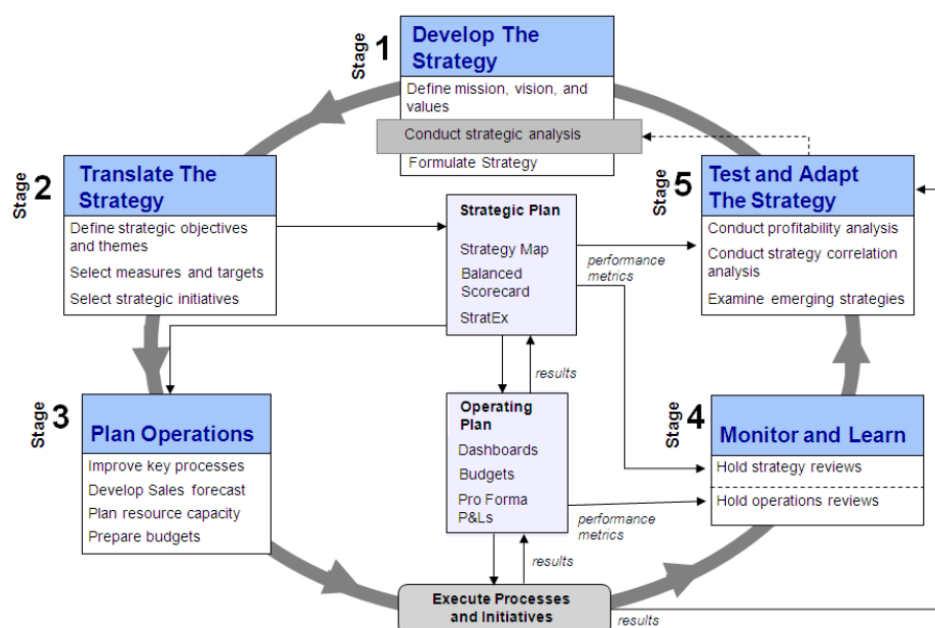 Stage 1
Develop The
Strategy
Define mission, vision, and
values
Conduct strategic analysis
Formulate Strategy
Stage 2
Translate The
Strategy
Define strategic objectives
and themes
Select measures and targets
Select strategic initiatives
Strategic Plan
Strategy Map
Balanced
Scorecard
StratEx
performance
metrics
Stage 5
Test and Adapt
The Strategy
Conduct profitability analysis
Conduct strategy correlation
analysis
Examine emerging strategies
results
Stage 3
Plan Operations
Improve key processes
Develop Sales forecast
Plan resource capacity
Prepare budgets
Operating
Plan
Dashboards
Budgets
Pro Forma
P&Ls
performance
metrics
Stage 4
Monitor and Learn
Hold strategy reviews
Hold operations reviews
results
Execute Processes
and Initiatives
results